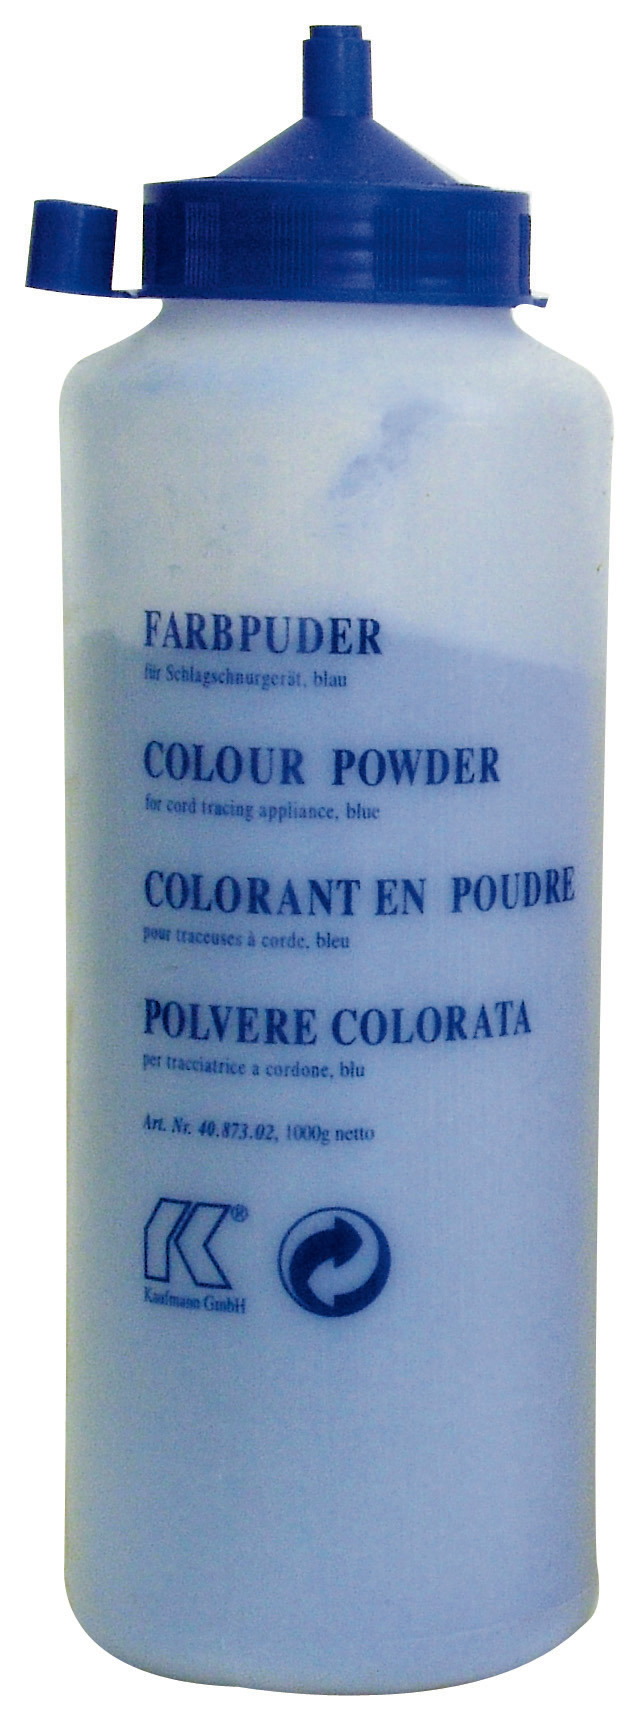 FARBPUDER
für Schlagschnurgerät, blau
COLOUR POWDER
for cord tracing appliance, blue
COLORANT EN POUDRE
pour traceuses à corde, bleu
POLVERE COLORATA
per tracciatrice a cordone, blu
Art. Nr. 40.873.02, 1000g netto
K®
Kaufmann GmbH